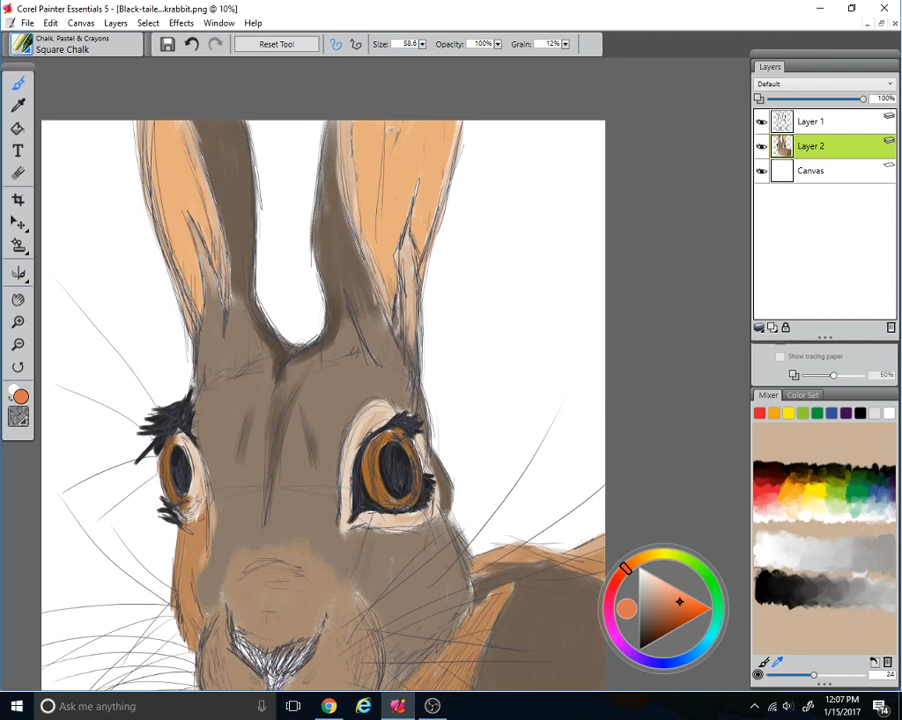 Corel Painter Essentials 5 - [Black-taile...krabbit.png @ 10%]
File Edit Canvas Layers Select Effects Window Help
Chalk, Pastel & Crayons
Square Chalk
Reset Tool
Size: 58.6
Opacity: 100%
Grain: 12%
Layers
Default
100%
Layer 1
Layer 2
Canvas
Show tracing paper
50%
Mixer Color Set
T
24
Ask me anything
12:07 PM
1/15/2017
14